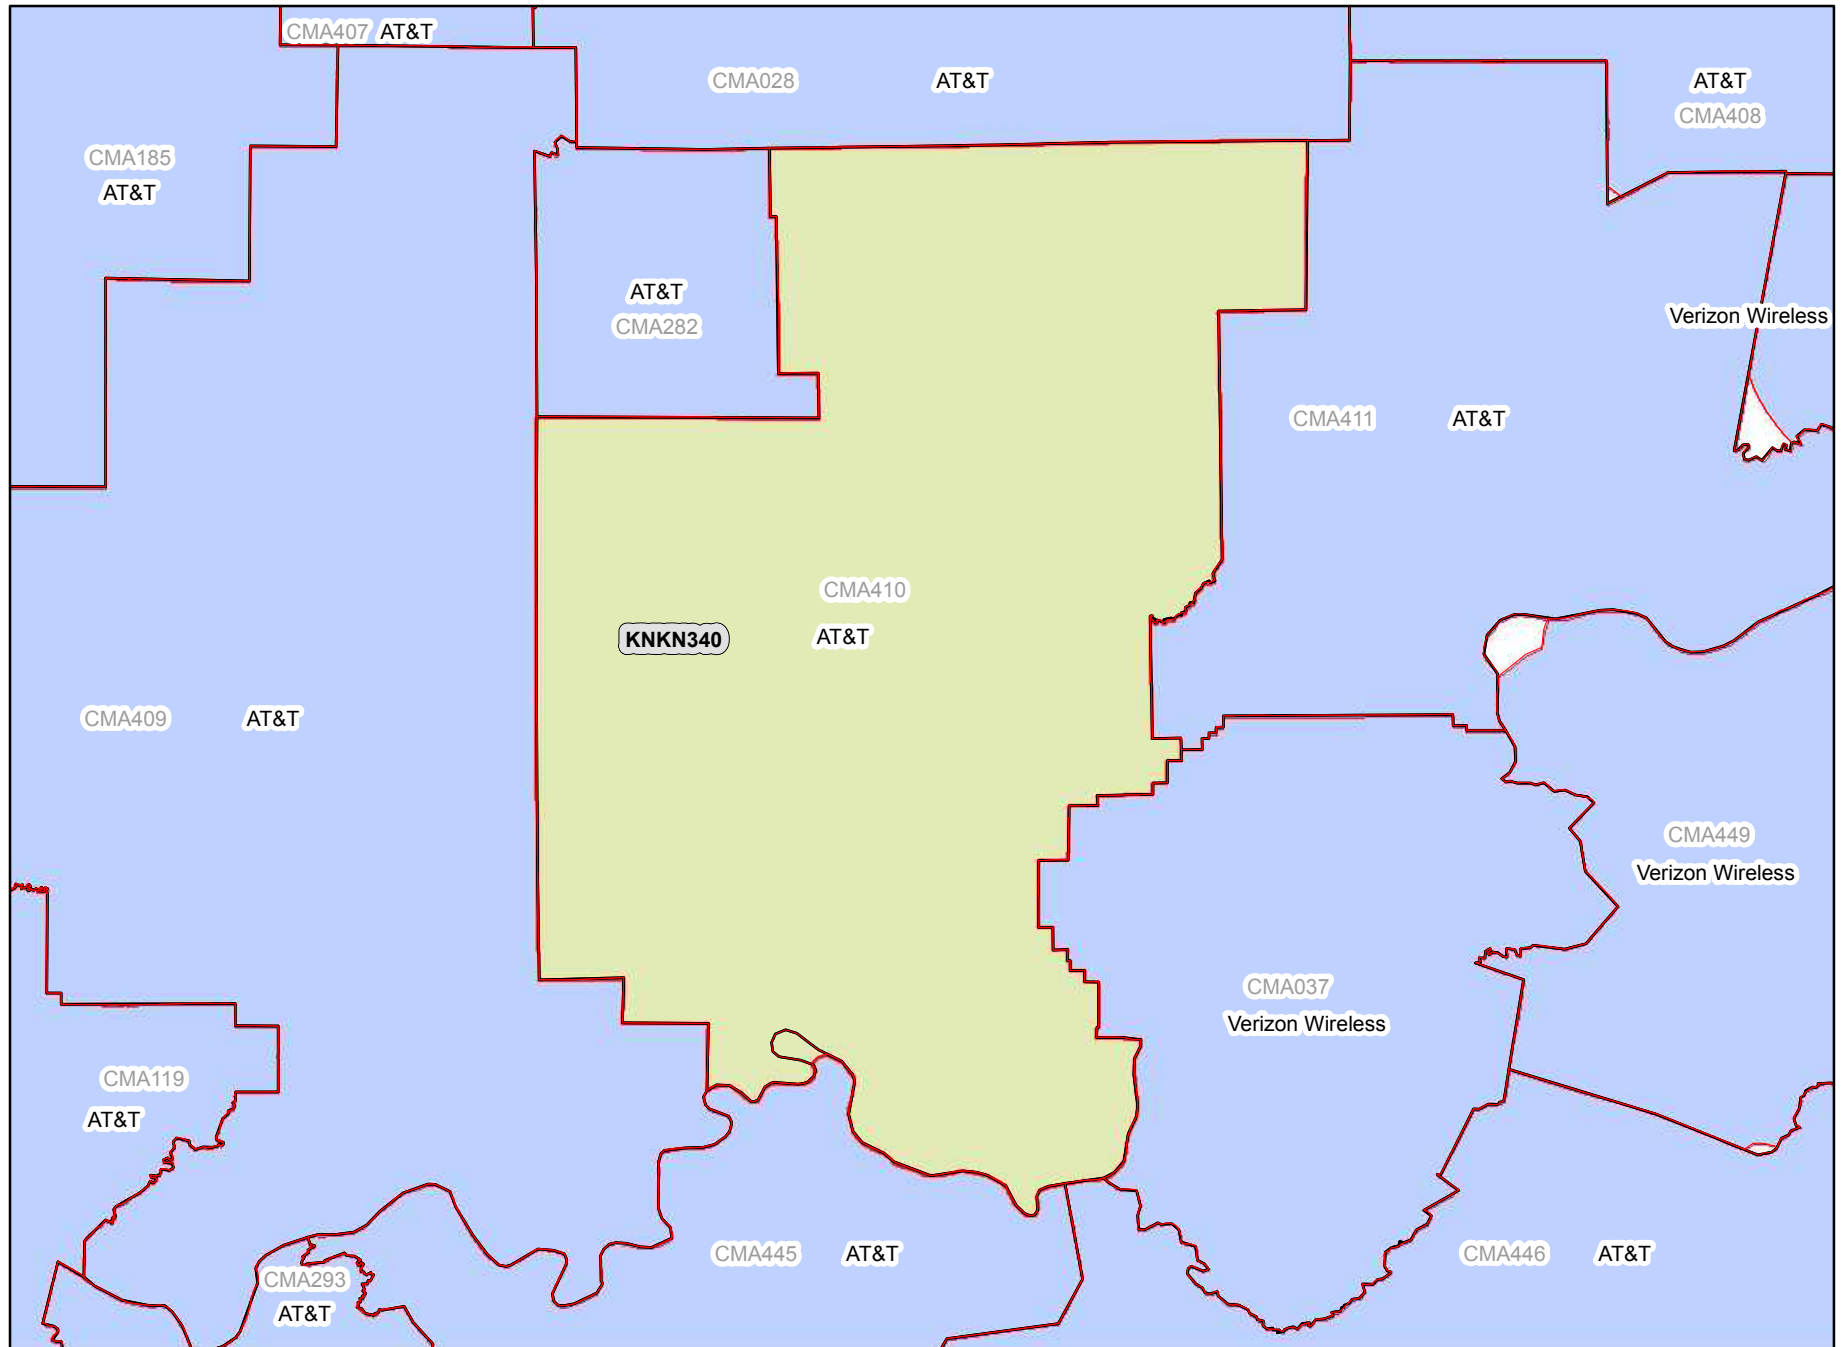 CMA407 AT&T
CMA028 AT&T
AT&T
CMA408
CMA185
AT&T
AT&T
CMA282
Verizon Wireless
CMA411 AT&T
CMA410
KNKN340 AT&T
CMA409 AT&T
CMA449
Verizon Wireless
CMA037
Verizon Wireless
CMA119
AT&T
CMA445 AT&T
CMA446 AT&T
CMA293
AT&T